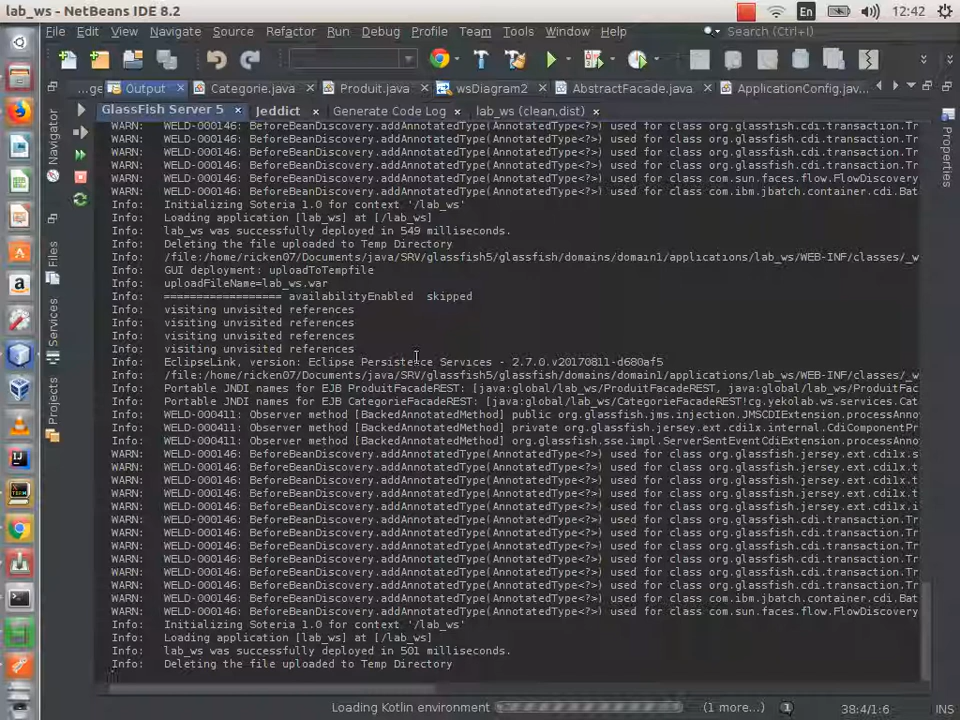 lab_ws - NetBeans IDE 8.2
En
12:42
File Edit View Navigate Source Refactor Run Debug Profile Team Tools Window Help
Search (Ctrl+I)
...ge Output Categorie.java Produit.java wsDiagram2 AbstractFacade.java ApplicationConfig.jav...
GlassFish Server 5 Jeddict Generate Code Log lab_ws (clean,dist)
Navigator
Files
Services
Projects
Properties
WARN: WELD-000146: BeforeBeanDiscovery.addAnnotatedType(AnnotatedType<?>) used for class org.glassfish.cdi.transaction.Tr
WARN: WELD-000146: BeforeBeanDiscovery.addAnnotatedType(AnnotatedType<?>) used for class org.glassfish.cdi.transaction.Tr
WARN: WELD-000146: BeforeBeanDiscovery.addAnnotatedType(AnnotatedType<?>) used for class org.glassfish.cdi.transaction.Tr
WARN: WELD-000146: BeforeBeanDiscovery.addAnnotatedType(AnnotatedType<?>) used for class org.glassfish.cdi.transaction.Tr
WARN: WELD-000146: BeforeBeanDiscovery.addAnnotatedType(AnnotatedType<?>) used for class com.sun.faces.flow.FlowDiscovery
WARN: WELD-000146: BeforeBeanDiscovery.addAnnotatedType(AnnotatedType<?>) used for class com.ibm.jbatch.container.cdi.Bat
Info: Initializing Soteria 1.0 for context '/lab_ws'
Info: Loading application [lab_ws] at [/lab_ws]
Info: lab_ws was successfully deployed in 549 milliseconds.
Info: Deleting the file uploaded to Temp Directory
Info: /file:/home/ricken07/Documents/java/SRV/glassfish5/glassfish/domains/domain1/applications/lab_ws/WEB-INF/classes/_w
Info: GUI deployment: uploadToTempfile
Info: uploadFileName=lab_ws.war
Info: ================== availabilityEnabled skipped
Info: visiting unvisited references
Info: visiting unvisited references
Info: visiting unvisited references
Info: visiting unvisited references
Info: EclipseLink, version: Eclipse Persistence Services - 2.7.0.v20170811-d680af5
Info: /file:/home/ricken07/Documents/java/SRV/glassfish5/glassfish/domains/domain1/applications/lab_ws/WEB-INF/classes/_w
Info: Portable JNDI names for EJB ProduitFacadeREST: [java:global/lab_ws/ProduitFacadeREST, java:global/lab_ws/ProduitFac
Info: Portable JNDI names for EJB CategorieFacadeREST: [java:global/lab_ws/CategorieFacadeREST!cg.yekolab.ws.services.Cat
Info: WELD-000411: Observer method [BackedAnnotatedMethod] public org.glassfish.jms.injection.JMSCDIExtension.processAnno
Info: WELD-000411: Observer method [BackedAnnotatedMethod] private org.glassfish.jersey.ext.cdi1x.internal.CdiComponentPr
Info: WELD-000411: Observer method [BackedAnnotatedMethod] org.glassfish.sse.impl.ServerSentEventCdiExtension.processAnno
WARN: WELD-000146: BeforeBeanDiscovery.addAnnotatedType(AnnotatedType<?>) used for class org.glassfish.jersey.ext.cdi1x.s
WARN: WELD-000146: BeforeBeanDiscovery.addAnnotatedType(AnnotatedType<?>) used for class org.glassfish.jersey.ext.cdi1x.t
WARN: WELD-000146: BeforeBeanDiscovery.addAnnotatedType(AnnotatedType<?>) used for class org.glassfish.jersey.ext.cdi1x.t
WARN: WELD-000146: BeforeBeanDiscovery.addAnnotatedType(AnnotatedType<?>) used for class org.glassfish.jersey.ext.cdi1x.t
WARN: WELD-000146: BeforeBeanDiscovery.addAnnotatedType(AnnotatedType<?>) used for class org.glassfish.jersey.ext.cdi1x.i
WARN: WELD-000146: BeforeBeanDiscovery.addAnnotatedType(AnnotatedType<?>) used for class org.glassfish.cdi.transaction.Tr
WARN: WELD-000146: BeforeBeanDiscovery.addAnnotatedType(AnnotatedType<?>) used for class org.glassfish.cdi.transaction.Tr
WARN: WELD-000146: BeforeBeanDiscovery.addAnnotatedType(AnnotatedType<?>) used for class org.glassfish.cdi.transaction.Tr
WARN: WELD-000146: BeforeBeanDiscovery.addAnnotatedType(AnnotatedType<?>) used for class org.glassfish.cdi.transaction.Tr
WARN: WELD-000146: BeforeBeanDiscovery.addAnnotatedType(AnnotatedType<?>) used for class org.glassfish.cdi.transaction.Tr
WARN: WELD-000146: BeforeBeanDiscovery.addAnnotatedType(AnnotatedType<?>) used for class org.glassfish.cdi.transaction.Tr
WARN: WELD-000146: BeforeBeanDiscovery.addAnnotatedType(AnnotatedType<?>) used for class com.ibm.jbatch.container.cdi.Bat
WARN: WELD-000146: BeforeBeanDiscovery.addAnnotatedType(AnnotatedType<?>) used for class com.sun.faces.flow.FlowDiscovery
Info: Initializing Soteria 1.0 for context '/lab_ws'
Info: Loading application [lab_ws] at [/lab_ws]
Info: lab_ws was successfully deployed in 501 milliseconds.
Info: Deleting the file uploaded to Temp Directory
Loading Kotlin environment (1 more...) 1 38:4/1:6 INS